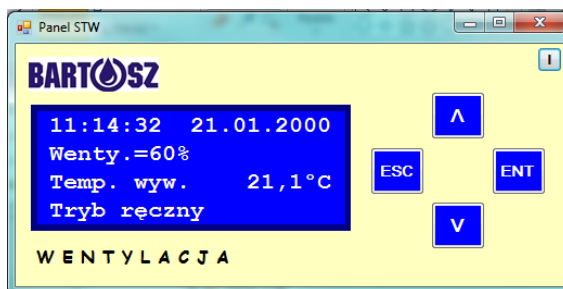 Panel STW
I
BARTOSZ
11:14:32 21.01.2000
Wenty.=60%
Temp. wyw. 21,1°C
Tryb ręczny
Λ
ESC
ENT
V
WENTYLACJA